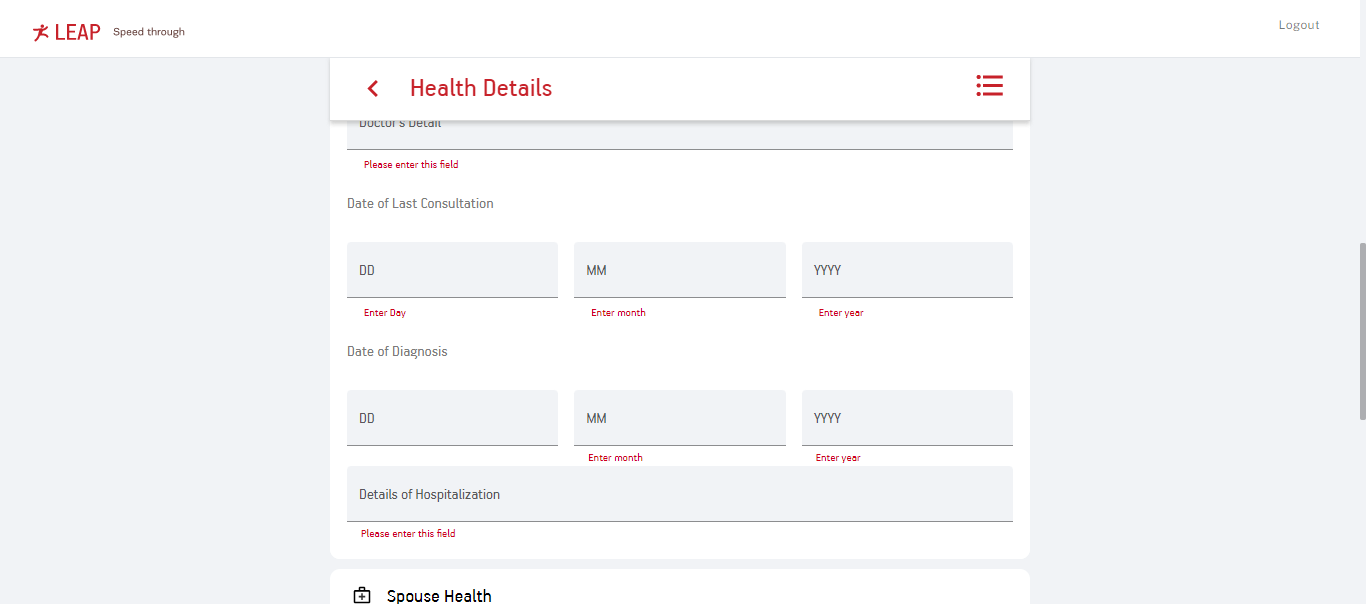 LEAP Speed through
Logout
Health Details
Doctor's Detail
Please enter this field
Date of Last Consultation
DD MM YYYY
Enter Day Enter month Enter year
Date of Diagnosis
DD MM YYYY
Enter month Enter year
Details of Hospitalization
Please enter this field
Spouse Health